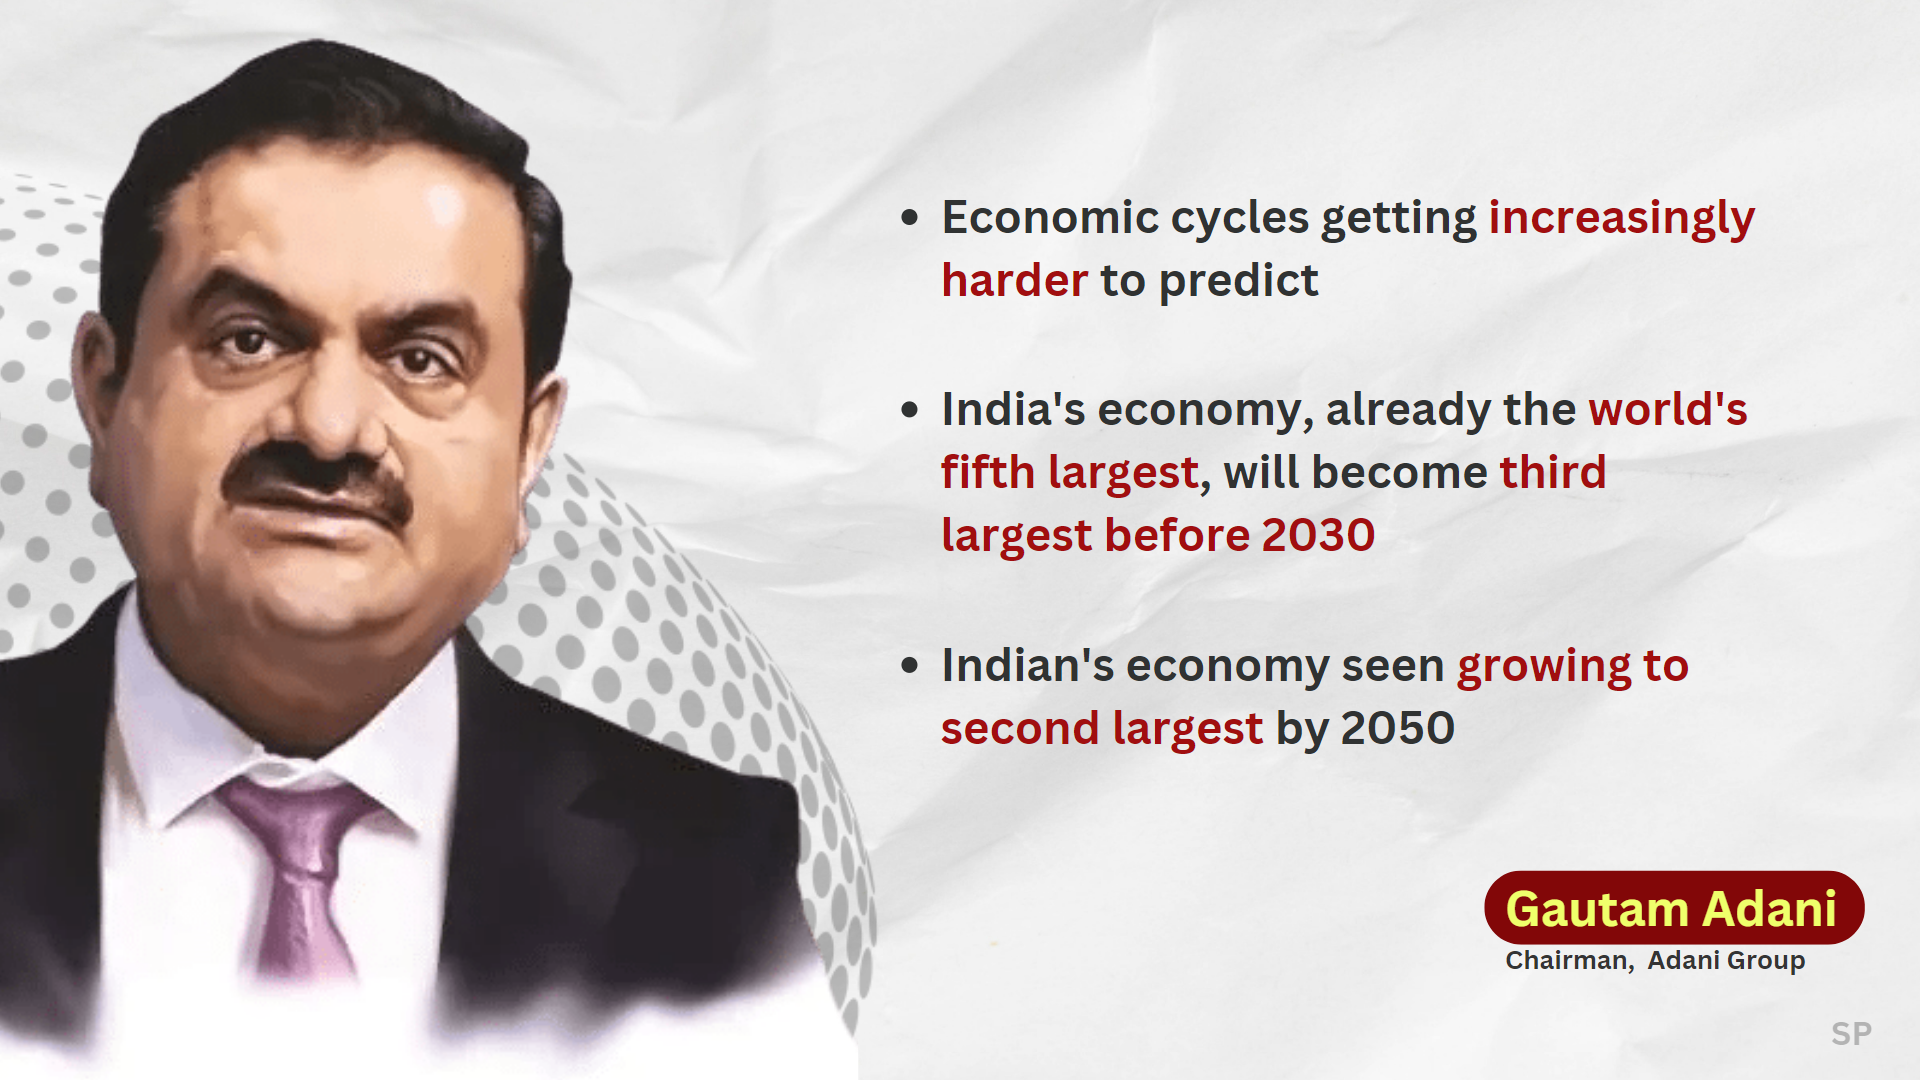 • Economic cycles getting increasingly
harder to predict
• India's economy, already the world's
fifth largest, will become third
largest before 2030
• Indian's economy seen growing to
second largest by 2050
Gautam Adani
Chairman, Adani Group
SP